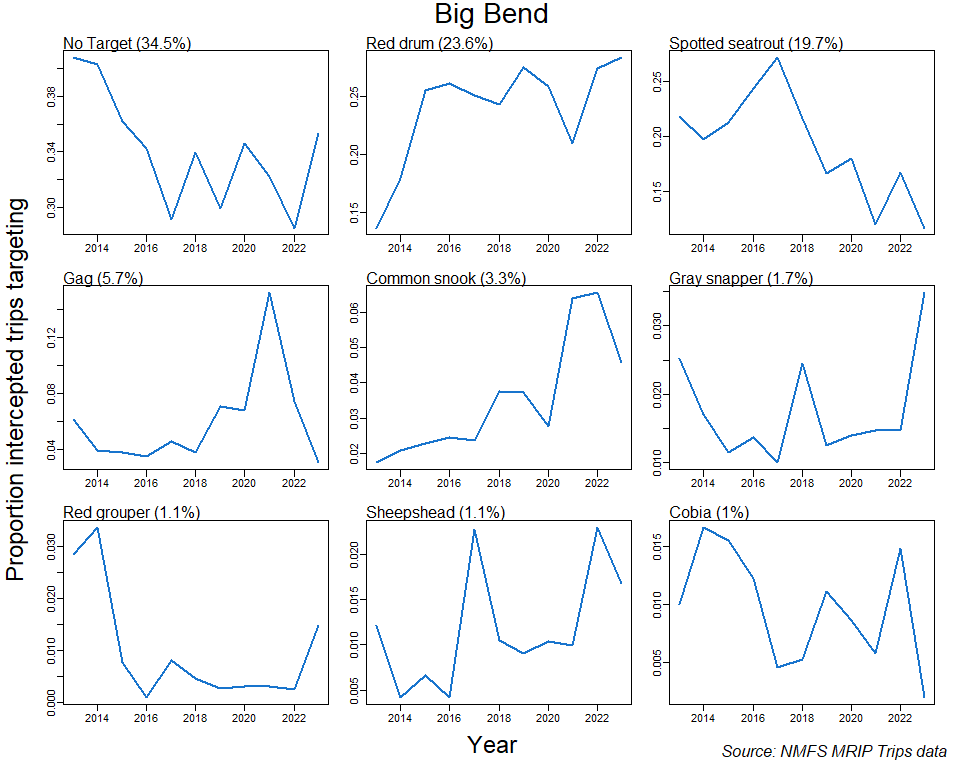 Big Bend
Proportion intercepted trips targeting
No Target (34.5%)
0.38
0.34
0.30
2014 2016 2018 2020 2022
Red drum (23.6%)
0.25
0.20
0.15
2014 2016 2018 2020 2022
Spotted seatrout (19.7%)
0.25
0.20
0.15
2014 2016 2018 2020 2022
Gag (5.7%)
0.12
0.08
0.04
2014 2016 2018 2020 2022
Common snook (3.3%)
0.06
0.05
0.04
0.03
0.02
2014 2016 2018 2020 2022
Gray snapper (1.7%)
0.030
0.020
0.010
2014 2016 2018 2020 2022
Red grouper (1.1%)
0.030
0.020
0.010
0.000
2014 2016 2018 2020 2022
Sheepshead (1.1%)
0.020
0.015
0.010
0.005
2014 2016 2018 2020 2022
Cobia (1%)
0.015
0.010
0.005
2014 2016 2018 2020 2022
Year
Source: NMFS MRIP Trips data